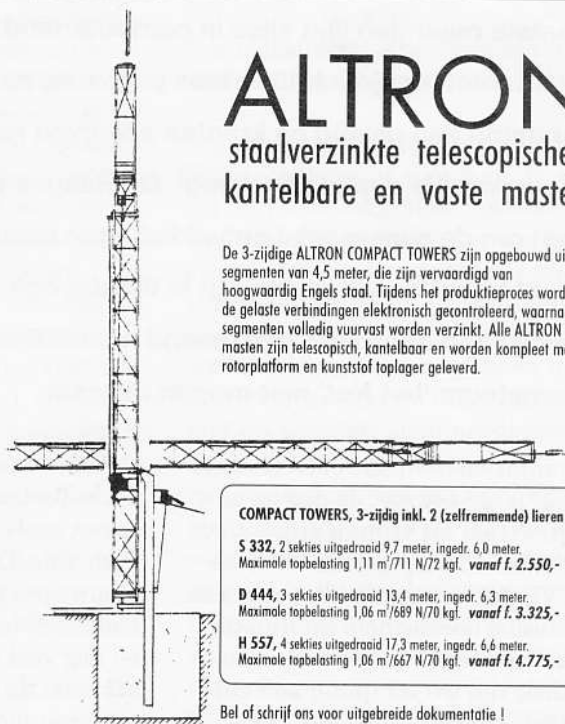 ALTRON
staalverzinkte telescopische
kantelbare en vaste maste
De 3-zijdige ALTRON COMPACT TOWERS zijn opgebouwd ui
segmenten van 4,5 meter, die zijn vervaardigd van
hoogwaardig Engels staal. Tijdens het produktieproces word
de gelaste verbindingen elektronisch gecontroleerd, waarna
segmenten volledig vuurvast worden verzinkt. Alle ALTRON
masten zijn telescopisch, kantelbaar en worden kompleet me
rotorplatform en kunststof toplager geleverd.
COMPACT TOWERS, 3-zijdig inkl. 2 (zelfremmende) lieren
S 332, 2 sekties uitgedraaid 9,7 meter, ingedr. 6,0 meter.
Maximale topbelasting 1,11 m²/711 N/72 kgf. vanaf f. 2.550,-
D 444, 3 sekties uitgedraaid 13,4 meter, ingedr. 6,3 meter.
Maximale topbelasting 1,06 m²/689 N/70 kgf. vanaf f. 3.325,-
H 557, 4 sekties uitgedraaid 17,3 meter, ingedr. 6,6 meter.
Maximale topbelasting 1,06 m²/667 N/70 kgf. vanaf f. 4.775,-
Bel of schrijf ons voor uitgebreide dokumentatie !